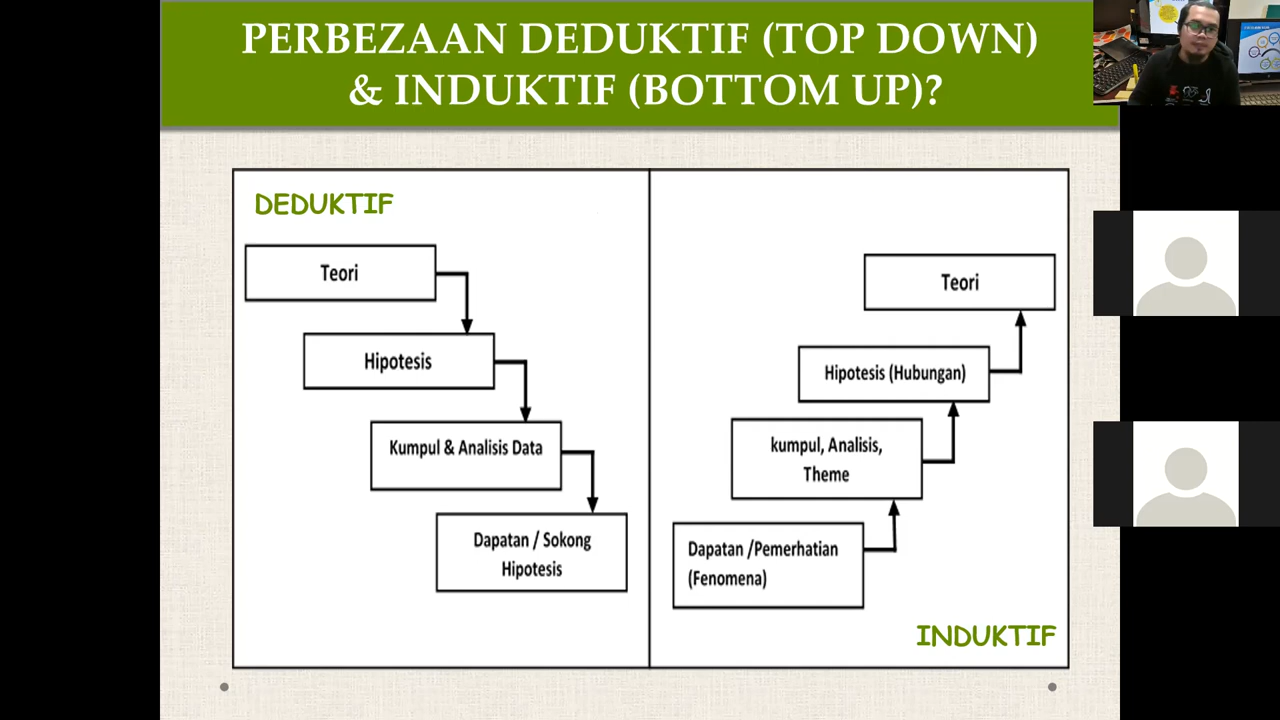 PERBEZAAN DEDUKTIF (TOP DOWN)
& INDUKTIF (BOTTOM UP)?
DEDUKTIF
Teori
Hipotesis
Kumpul & Analisis Data
Dapatan / Sokong
Hipotesis
Teori
Hipotesis (Hubungan)
kumpul, Analisis,
Theme
Dapatan /Pemerhatian
(Fenomena)
INDUKTIF